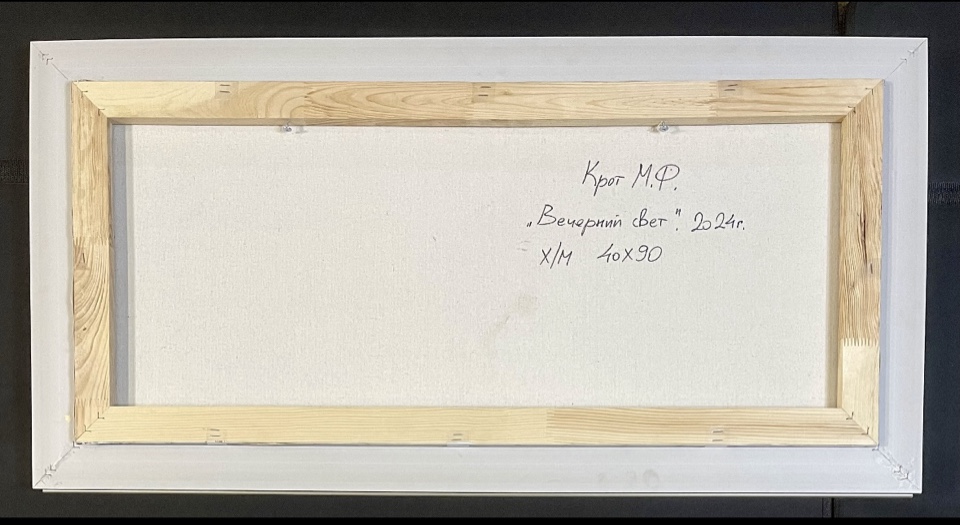 Крот М.Ф.
„Вечерний свет". 2024г.
Х/М 40х90